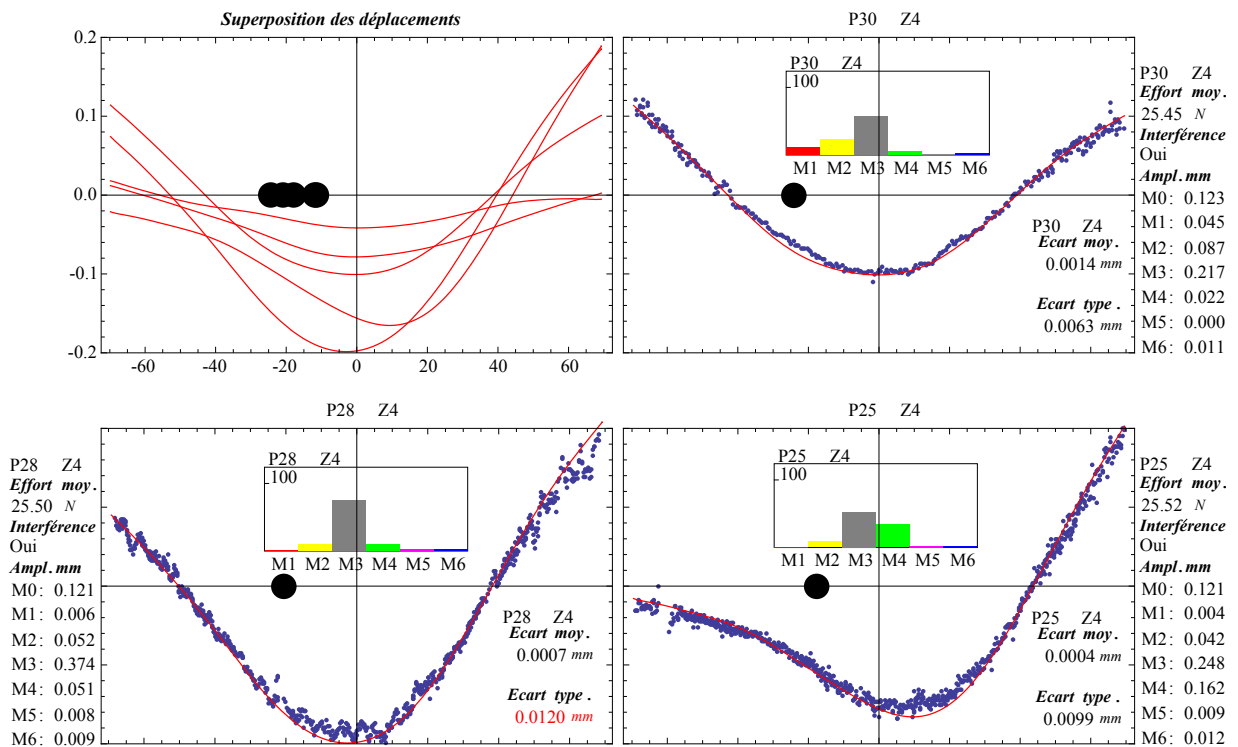 Superposition des déplacements
0.2
0.1
0.0
-0.1
-0.2
-60 -40 -20 0 20 40 60
P30 Z4
P30 Z4
100
M1 M2 M3 M4 M5 M6
P30 Z4
Ecart moy.
0.0014 mm
Ecart type.
0.0063 mm
P30 Z4
Effort moy.
25.45 N
Interférence
Oui
Ampl.mm
M0: 0.123
M1: 0.045
M2: 0.087
M3: 0.217
M4: 0.022
M5: 0.000
M6: 0.011
P28 Z4
P28 Z4
Effort moy.
25.50 N
Interférence
Oui
Ampl.mm
M0: 0.121
M1: 0.006
M2: 0.052
M3: 0.374
M4: 0.051
M5: 0.008
M6: 0.009
P28 Z4
100
M1 M2 M3 M4 M5 M6
P28 Z4
Ecart moy.
0.0007 mm
Ecart type.
0.0120 mm
P25 Z4
P25 Z4
100
M1 M2 M3 M4 M5 M6
P25 Z4
Ecart moy.
0.0004 mm
Ecart type.
0.0099 mm
P25 Z4
Effort moy.
25.52 N
Interférence
Oui
Ampl.mm
M0: 0.121
M1: 0.004
M2: 0.042
M3: 0.248
M4: 0.162
M5: 0.009
M6: 0.012